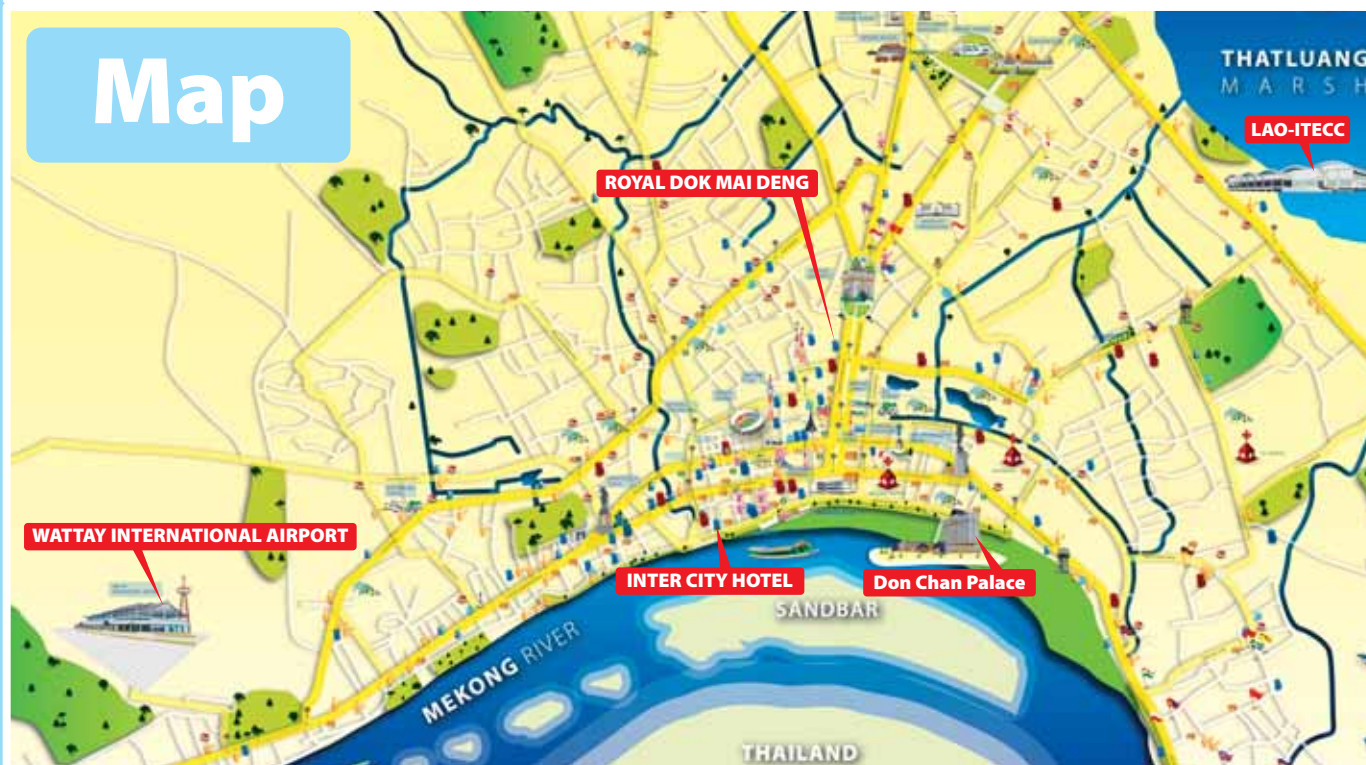 Map
THATLUANG
MARSH
LAO-ITECC
ROYAL DOK MAI DENG
WATTAY INTERNATIONAL AIRPORT
INTER CITY HOTEL
Don Chan Palace
SANDBAR
MEKONG RIVER
THAILAND